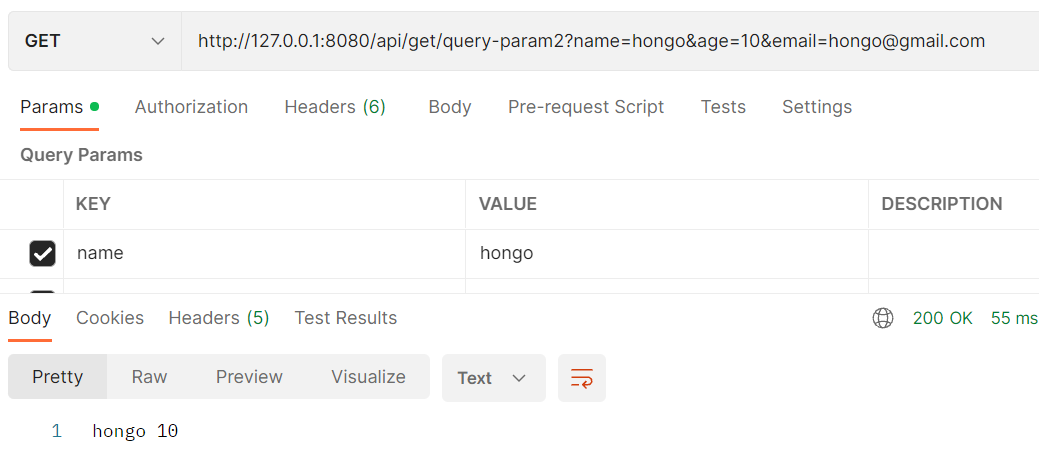 GET http://127.0.0.1:8080/api/get/query-param2?name=hongo&age=10&email=hongo@gmail.com
Params Authorization Headers (6) Body Pre-request Script Tests Settings
Query Params
KEY VALUE DESCRIPTION
name hongo
Body Cookies Headers (5) Test Results 200 OK 55 ms
Pretty Raw Preview Visualize Text
1 hongo 10